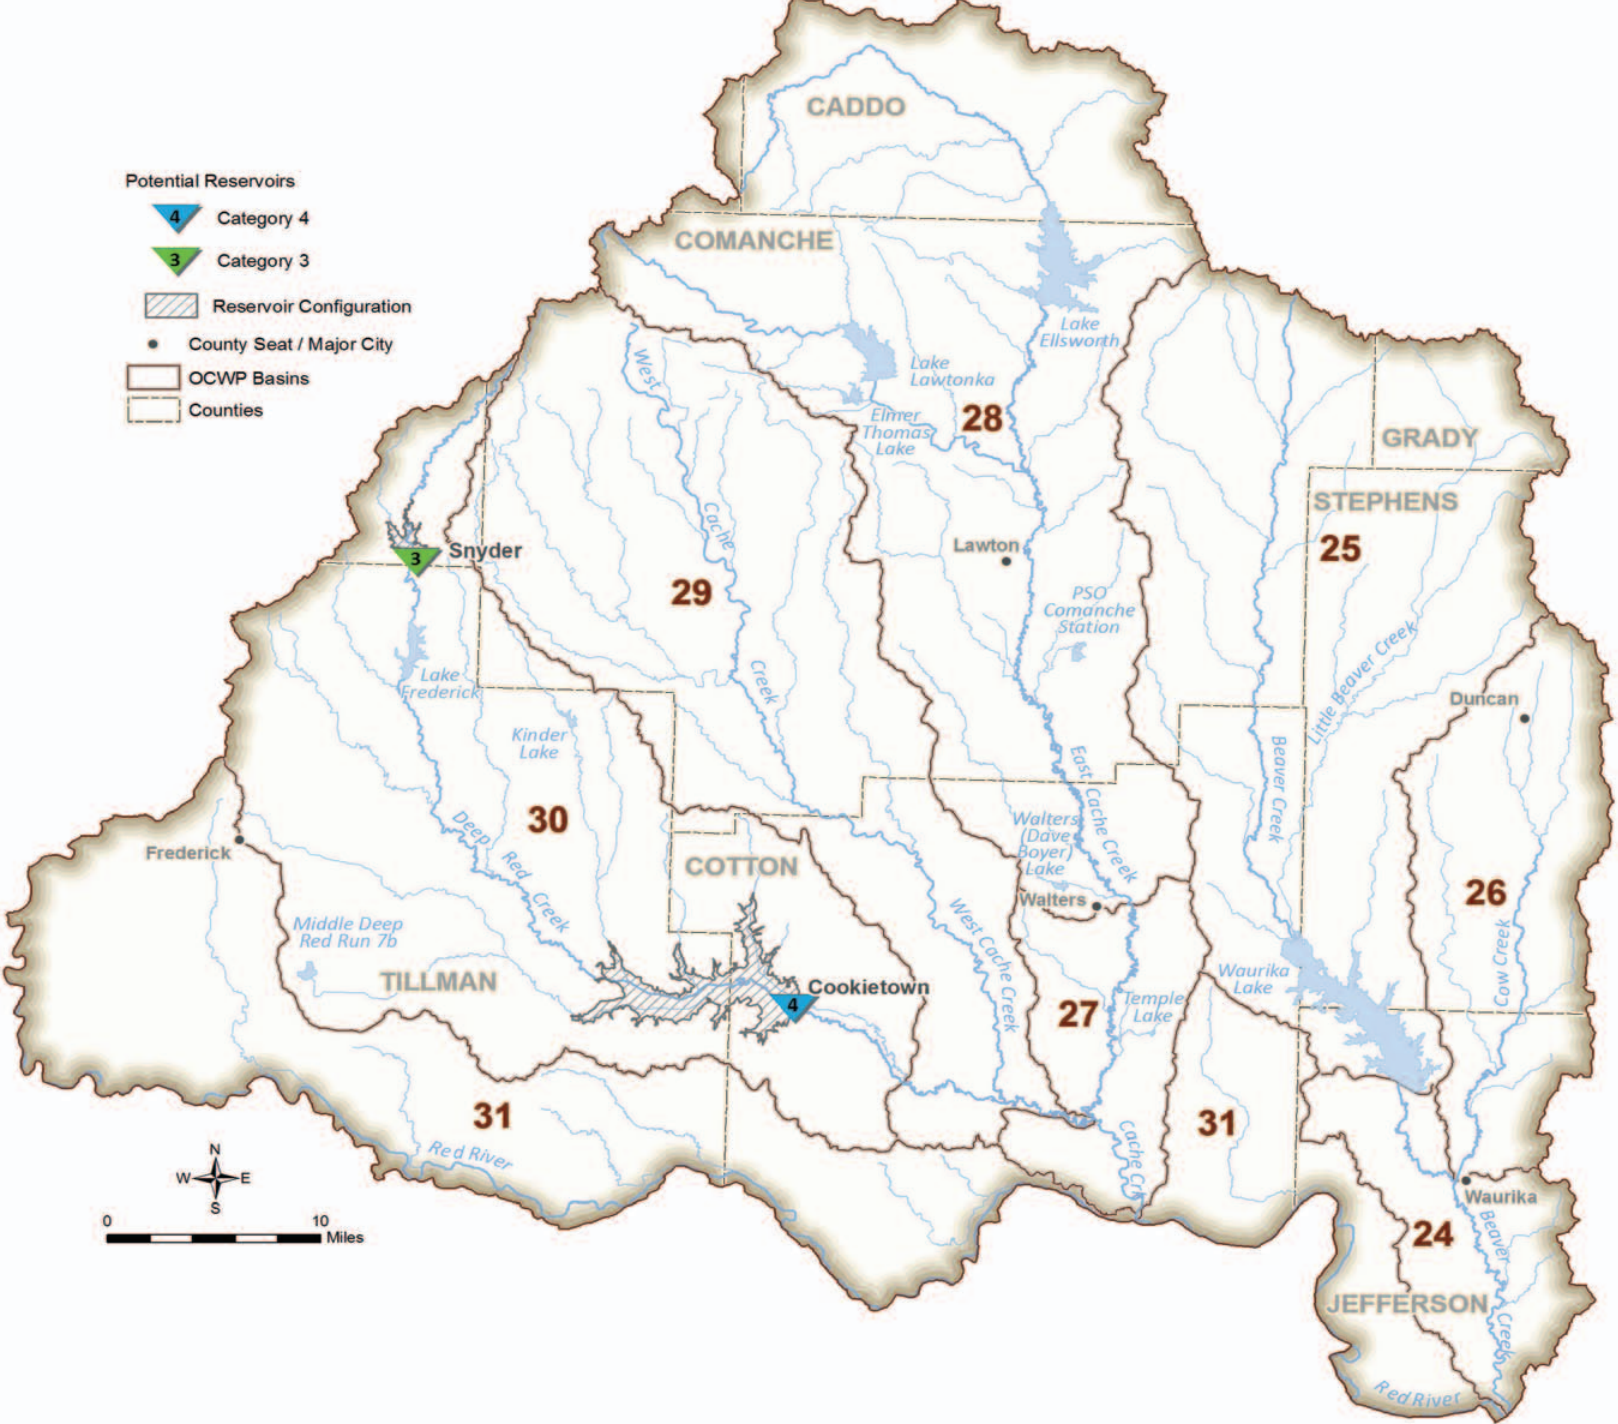 CADDO
Potential Reservoirs
4 Category 4
3 Category 3
Reservoir Configuration
County Seat / Major City
OCWP Basins
Counties
COMANCHE
Lake
Ellsworth
West
Cache
Creek
Lake
Lawtonka
28
Elmer
Thomas
Lake
GRADY
STEPHENS
25
3
Snyder
Lawton
29
PSO
Comanche
Station
Little Beaver Creek
Lake
Frederick
Duncan
Kinder
Lake
Beaver Creek
East Cache Creek
30
Deep
Red
Creek
Walters
(Dave
Boyer)
Lake
Frederick
COTTON
Walters
26
Middle Deep
Red Run 7b
West Cache Creek
Cow Creek
TILLMAN
Waurika
Lake
4
Cookietown
27
Temple
Lake
31
31
Cache Crk
Red River
N
W E
S
Waurika
24
Beaver
Creek
0 10
Miles
JEFFERSON
Red River